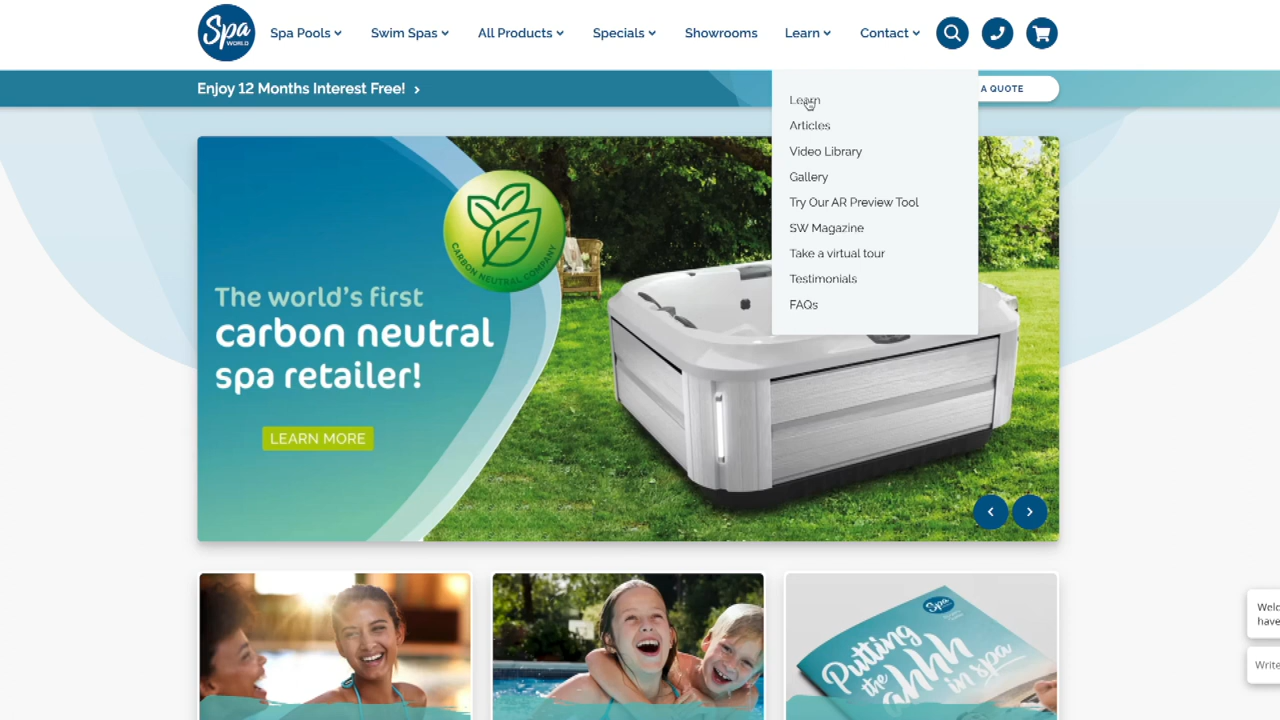 Spa
WORLD
Spa Pools
Swim Spas
All Products
Specials
Showrooms
Learn
Contact
Enjoy 12 Months Interest Free!
A QUOTE
Learn
Articles
Video Library
Gallery
Try Our AR Preview Tool
SW Magazine
Take a virtual tour
Testimonials
FAQs
CARBON NEUTRAL COMPANY
The world's first
carbon neutral
spa retailer!
LEARN MORE
Spa
Putting
the ahhh
in spa
have
Write